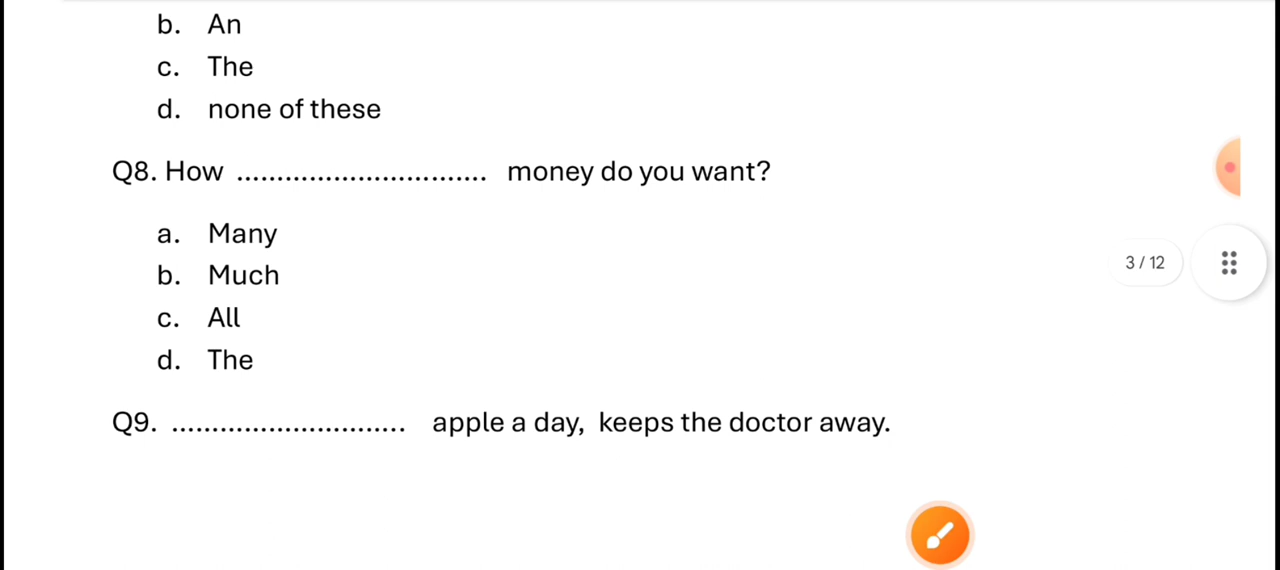 b. An
c. The
d. none of these
Q8. How ............................... money do you want?
a. Many
b. Much
3 / 12
c. All
d. The
Q9. ............................. apple a day, keeps the doctor away.